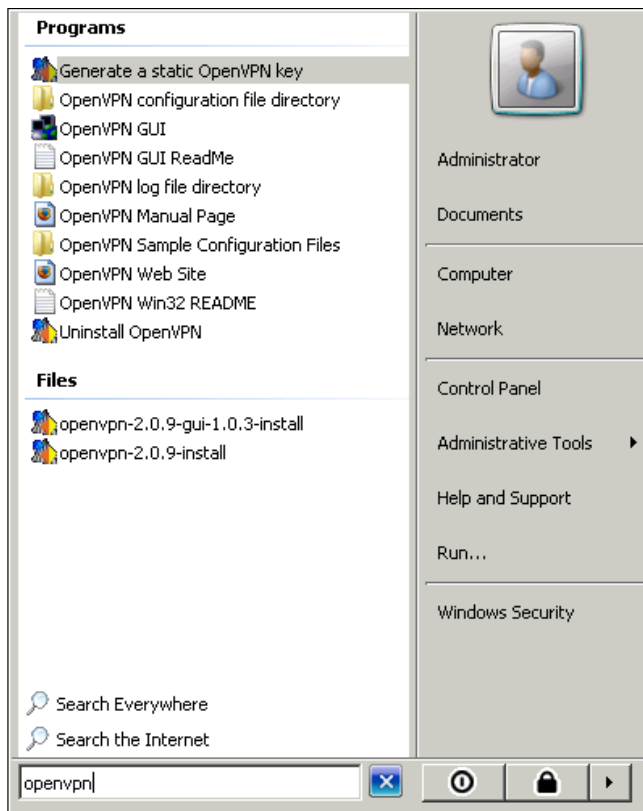 Programs
Generate a static OpenVPN key
OpenVPN configuration file directory
OpenVPN GUI
OpenVPN GUI ReadMe
OpenVPN log file directory
OpenVPN Manual Page
OpenVPN Sample Configuration Files
OpenVPN Web Site
OpenVPN Win32 README
Uninstall OpenVPN
Files
openvpn-2.0.9-gui-1.0.3-install
openvpn-2.0.9-install
Search Everywhere
Search the Internet
openvpn
Administrator
Documents
Computer
Network
Control Panel
Administrative Tools
Help and Support
Run...
Windows Security